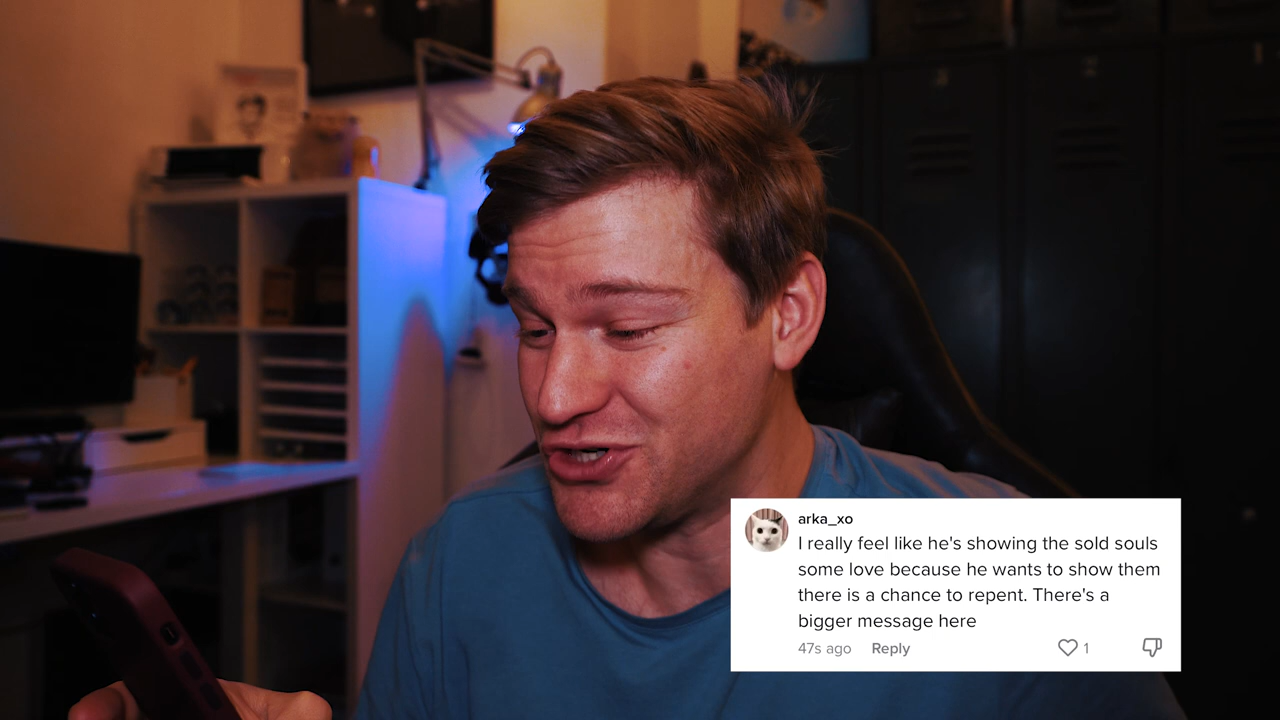 arka_xo
I really feel like he's showing the sold souls
some love because he wants to show them
there is a chance to repent. There's a
bigger message here
47s ago Reply 1